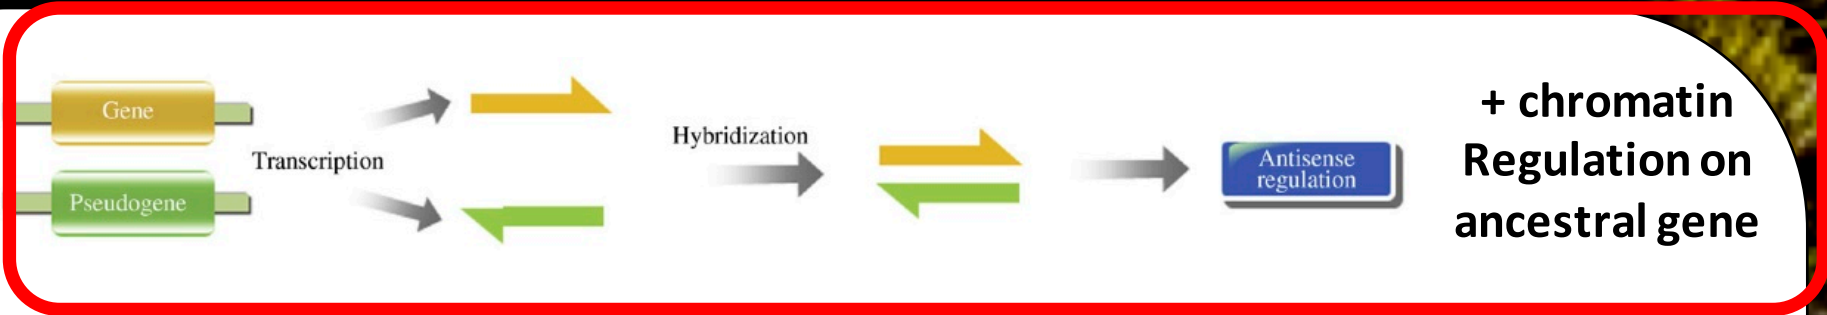 Gene
Pseudogene
Transcription
Hybridization
Antisense
regulation
+ chromatin
Regulation on
ancestral gene